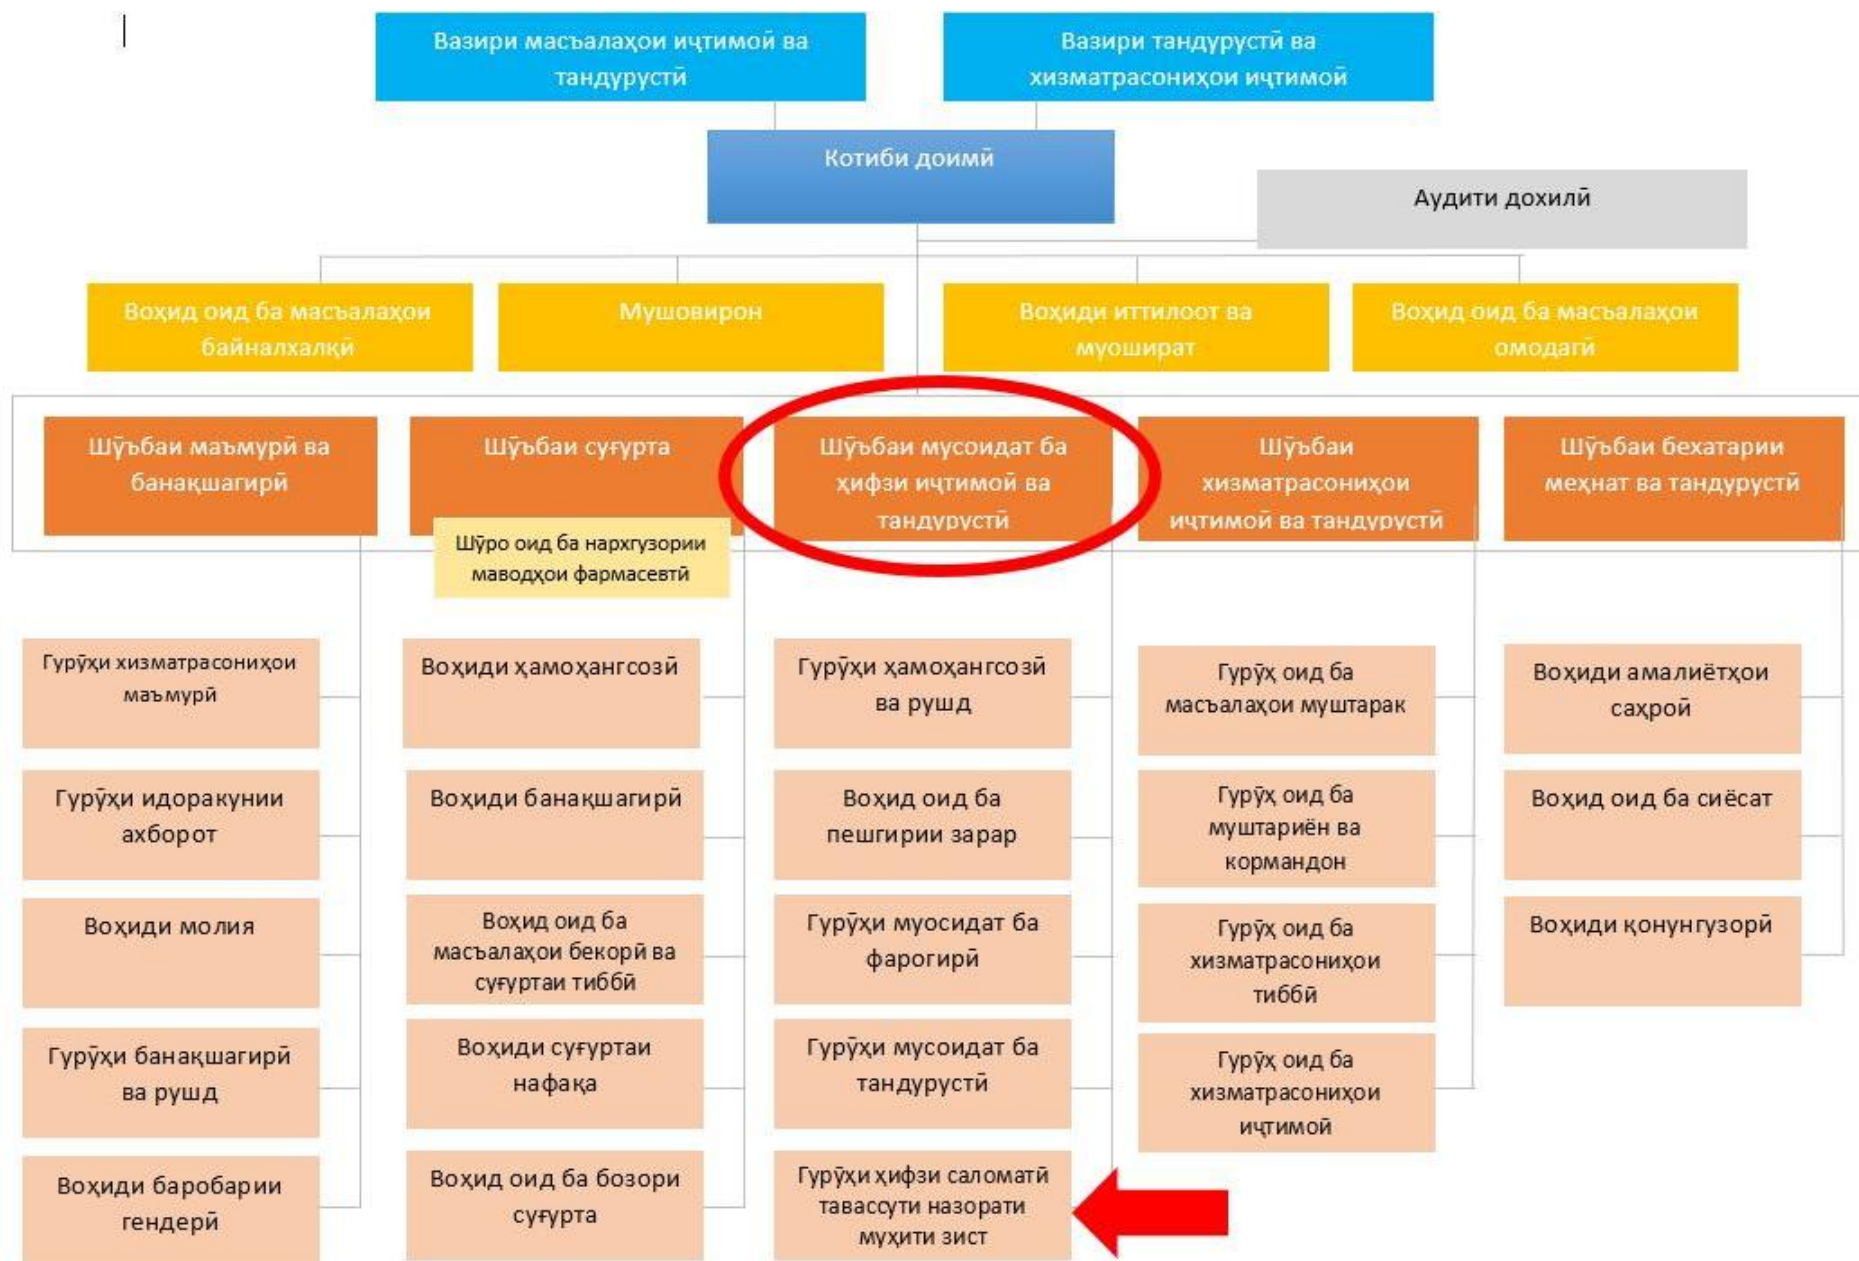 Вазири масъалаҳои иҷтимоӣ ва
тандурустӣ
Вазири тандурустӣ ва
хизматрасониҳои иҷтимоӣ
Котиби доимӣ
Аудити дохилӣ
Воҳид оид ба масъалаҳои
байналхалқӣ
Мушовирон
Воҳиди иттилоот ва
муошират
Воҳид оид ба масъалаҳои
омодагӣ
Шӯъбаи маъмурӣ ва
банақшагирӣ
Шӯъбаи суғурта
Шӯъбаи мусоидат ба
ҳифзи иҷтимоӣ ва
тандурустӣ
Шӯъбаи
хизматрасониҳои
иҷтимоӣ ва тандурустӣ
Шӯъбаи бехатарии
меҳнат ва тандурустӣ
Шӯро оид ба нархгузории
маводҳои фармасевтӣ
Гурӯҳи хизматрасониҳои
маъмурӣ
Гурӯҳи идоракунии
ахборот
Воҳиди молия
Гурӯҳи банақшагирӣ
ва рушд
Воҳиди баробарии
гендерӣ
Воҳиди ҳамоҳангсозӣ
Воҳиди банақшагирӣ
Воҳид оид ба
масъалаҳои бекорӣ ва
суғуртаи тиббӣ
Воҳиди суғуртаи
нафақа
Воҳид оид ба бозори
суғурта
Гурӯҳи ҳамоҳангсозӣ
ва рушд
Воҳид оид ба
пешгирии зарар
Гурӯҳи муосидат ба
фарогирӣ
Гурӯҳи мусоидат ба
тандурустӣ
Гурӯҳи ҳифзи саломатӣ
тавассути назорати
муҳити зист
Гурӯҳ оид ба
масъалаҳои муштарак
Гурӯҳ оид ба
муштариён ва
кормандон
Гурӯҳ оид ба
хизматрасониҳои
тиббӣ
Гурӯҳ оид ба
хизматрасониҳои
иҷтимоӣ
Воҳиди амалиётҳои
саҳроӣ
Воҳид оид ба сиёсат
Воҳиди қонунгузорӣ